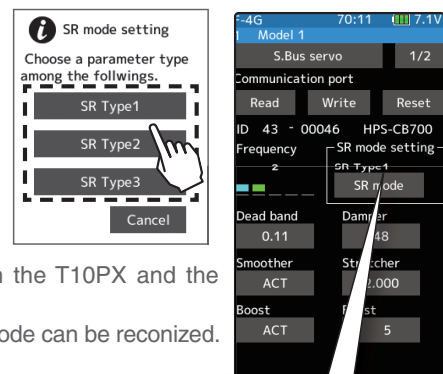 SR mode setting
Choose a parameter type
among the follwings.
SR Type1
SR Type2
SR Type3
Cancel
the T10PX and the
ode can be reconized.
-4G 70:11 7.1V
Model 1
S.Bus servo 1/2
Communication port
Read Write Reset
ID 43 - 00046 HPS-CB700
Frequency SR mode setting
2 SR Type1
SR mode
Dead band Damper
0.11 48
Smoother
ACT .000
Boost
ACT 5